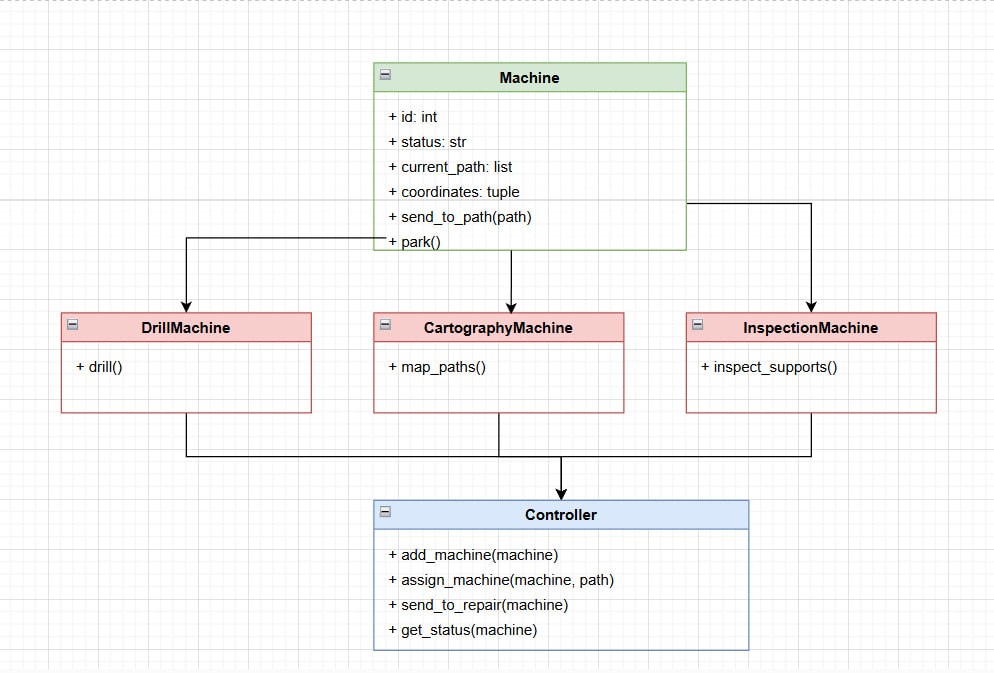 Machine
+ id: int
+ status: str
+ current_path: list
+ coordinates: tuple
+ send_to_path(path)
+ park()
DrillMachine
+ drill()
CartographyMachine
+ map_paths()
InspectionMachine
+ inspect_supports()
Controller
+ add_machine(machine)
+ assign_machine(machine, path)
+ send_to_repair(machine)
+ get_status(machine)